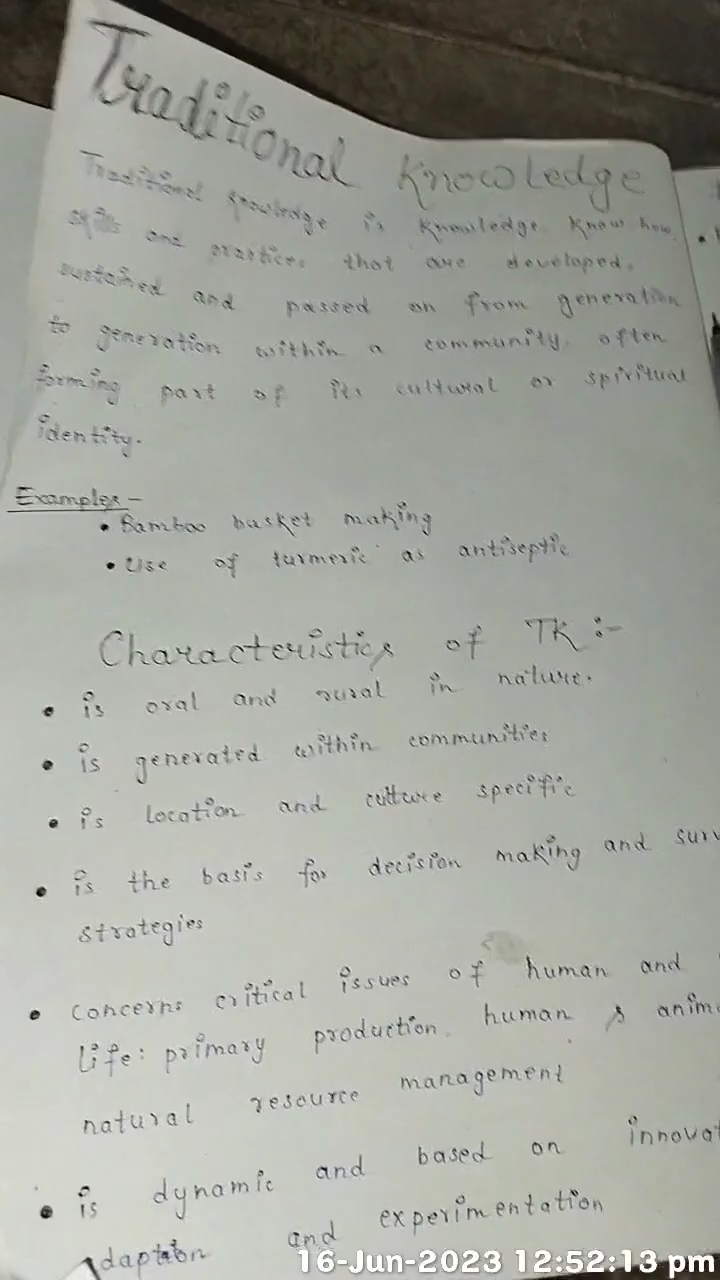 Traditional Knowledge
Traditional knowledge is knowledge, know how,
skills and practices that are developed,
sustained and passed on from generation
to generation within a community, often
forming part of its cultural or spiritual
identity.
Examples -
• Bamboo basket making
• Use of turmeric as antiseptic
Characteristics of TK :-
• is oral and rural in nature.
• is generated within communities
• is location and culture specific
• is the basis for decision making and surv
strategies
• concerns critical issues of human and
life: primary production, human & anim
natural resource management
• is dynamic and based on innovat
adaption and experimentation
16-Jun-2023 12:52:13 pm